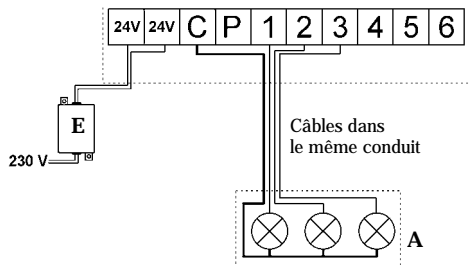 24V 24V C P 1 2 3 4 5 6
E
230 V
Câbles dans
le même conduit
A